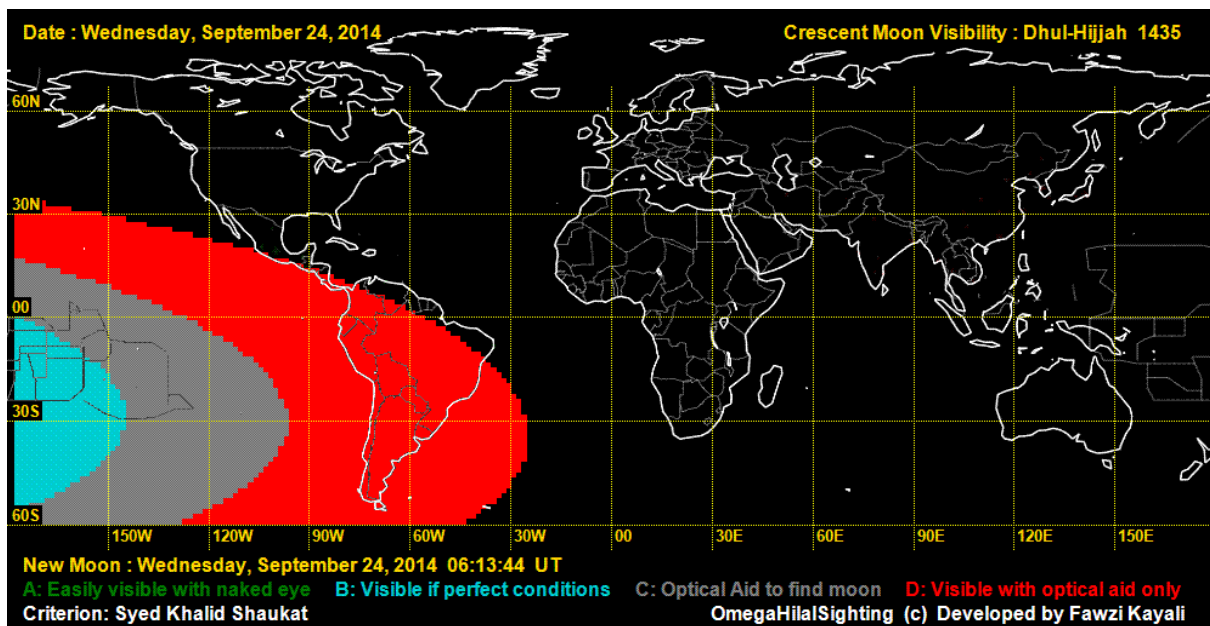 Date : Wednesday, September 24, 2014
Crescent Moon Visibility : Dhul-Hijjah 1435
60N
30N
00
30S
60S
150W 120W 90W 60W 30W 00 30E 60E 90E 120E 150E
New Moon : Wednesday, September 24, 2014 06:13:44 UT
A: Easily visible with naked eye B: Visible if perfect conditions C: Optical Aid to find moon D: Visible with optical aid only
Criterion: Syed Khalid Shaukat OmegaHilalSighting (c) Developed by Fawzi Kayali